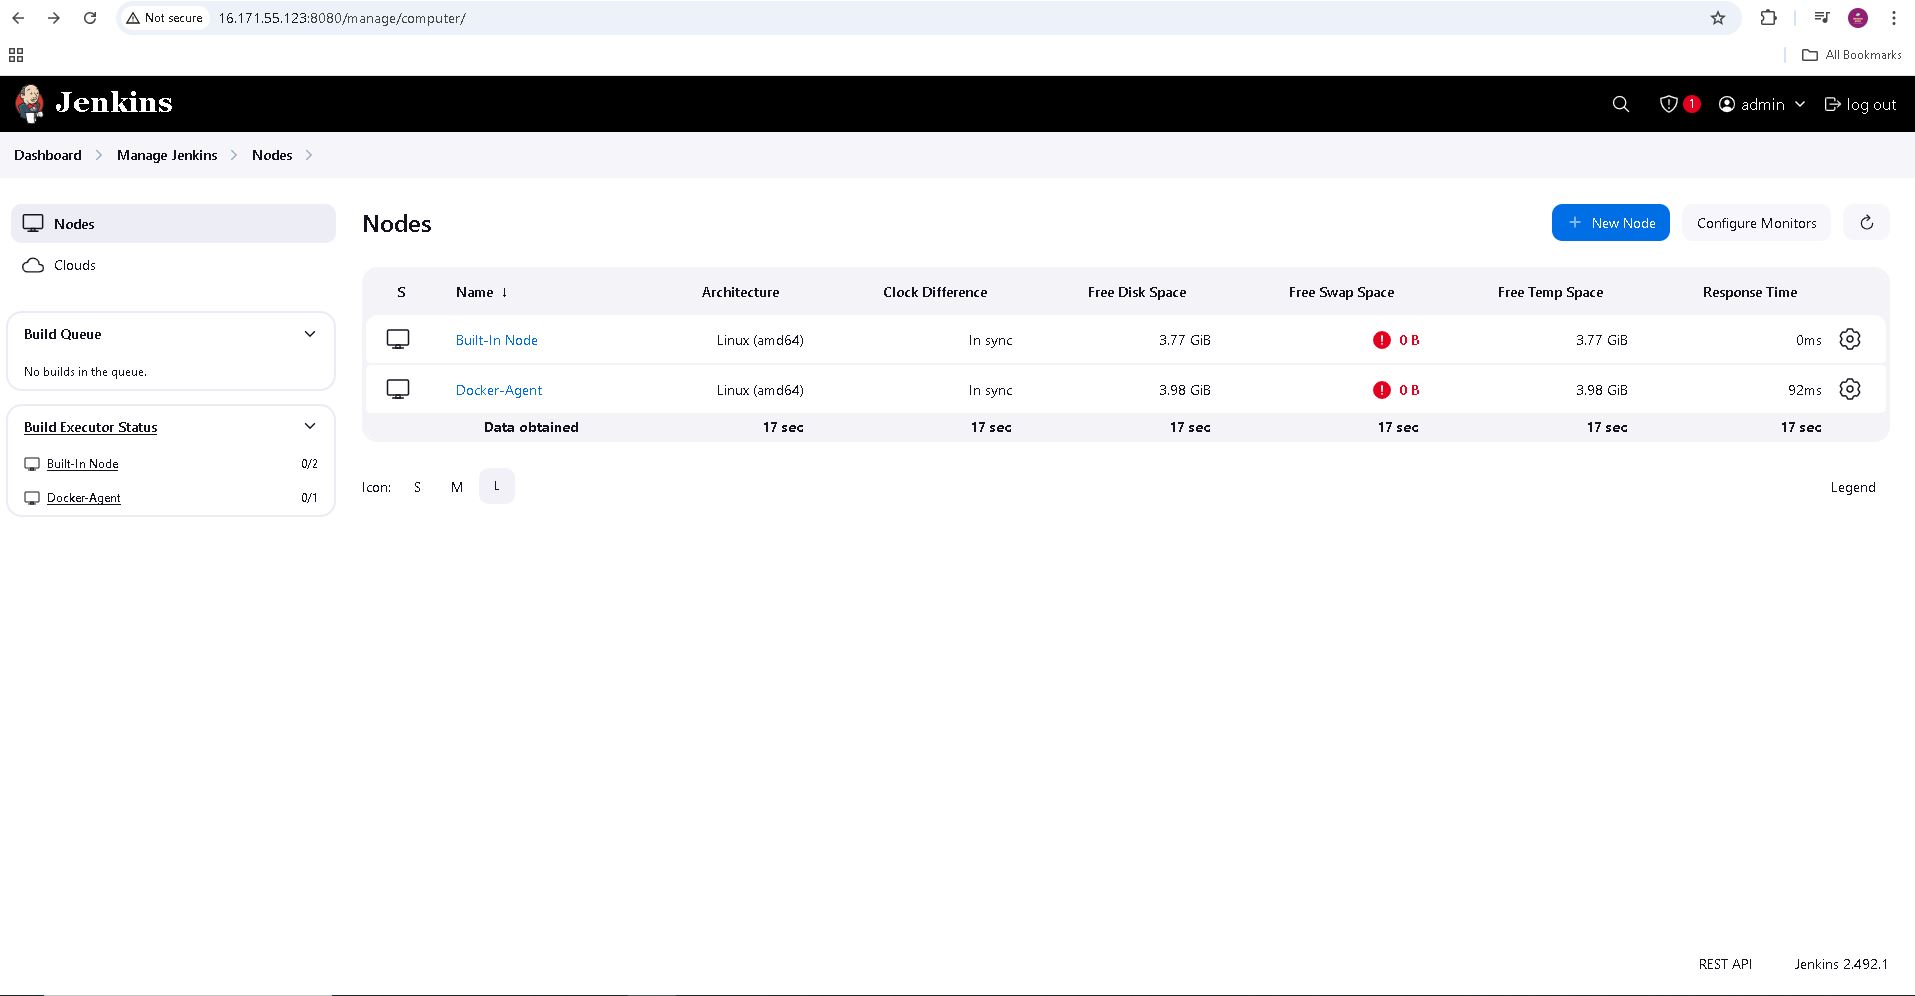 Not secure 16.171.55.123:8080/manage/computer/
All Bookmarks
Jenkins
1 admin log out
Dashboard Manage Jenkins Nodes
Nodes
Clouds
Build Queue
No builds in the queue.
Build Executor Status
Built-In Node 0/2
Docker-Agent 0/1
Nodes
+ New Node Configure Monitors
S Name ↓ Architecture Clock Difference Free Disk Space Free Swap Space Free Temp Space Response Time
Built-In Node Linux (amd64) In sync 3.77 GiB ! 0 B 3.77 GiB 0ms
Docker-Agent Linux (amd64) In sync 3.98 GiB ! 0 B 3.98 GiB 92ms
Data obtained 17 sec 17 sec 17 sec 17 sec 17 sec 17 sec
Icon: S M L Legend
REST API Jenkins 2.492.1